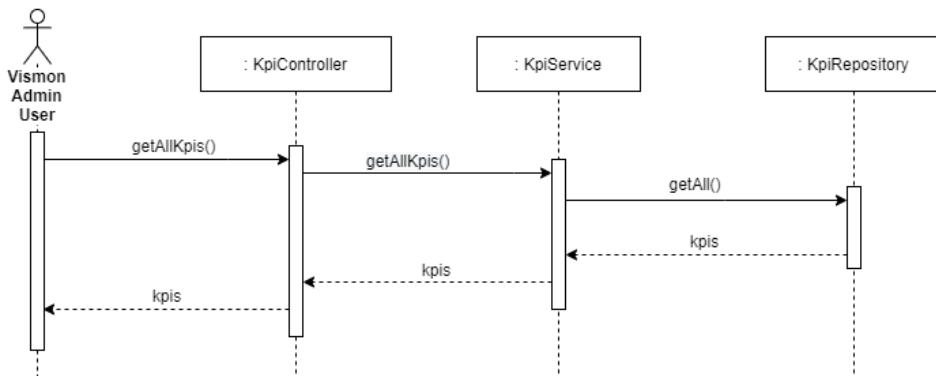 Vismon
Admin
User
: KpiController
: KpiService
: KpiRepository
getAllKpis()
getAllKpis()
getAll()
kpis
kpis
kpis